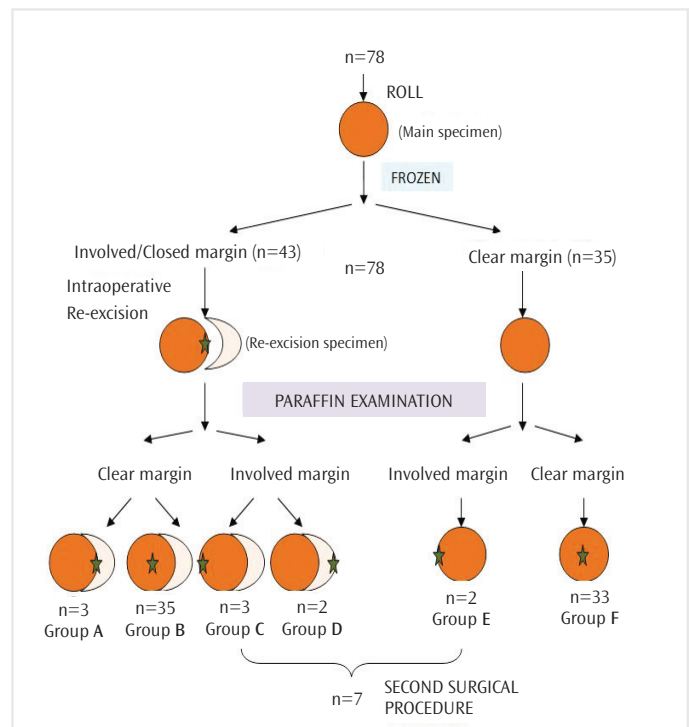 n=78
ROLL
(Main specimen)
FROZEN
Involved/Closed margin (n=43)
n=78
Clear margin (n=35)
Intraoperative
Re-excision
(Re-excision specimen)
PARAFFIN EXAMINATION
Clear margin
Involved margin
Involved margin
Clear margin
n=3
Group A
n=35
Group B
n=3
Group C
n=2
Group D
n=2
Group E
n=33
Group F
n=7
SECOND SURGICAL
PROCEDURE